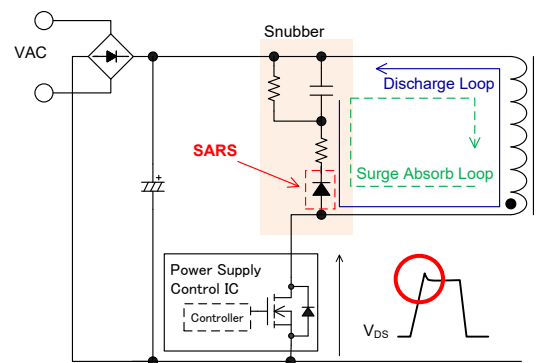 Snubber
VAC
Discharge Loop
SARS
Surge Absorb Loop
+
Power Supply
Control IC
Controller
VDS